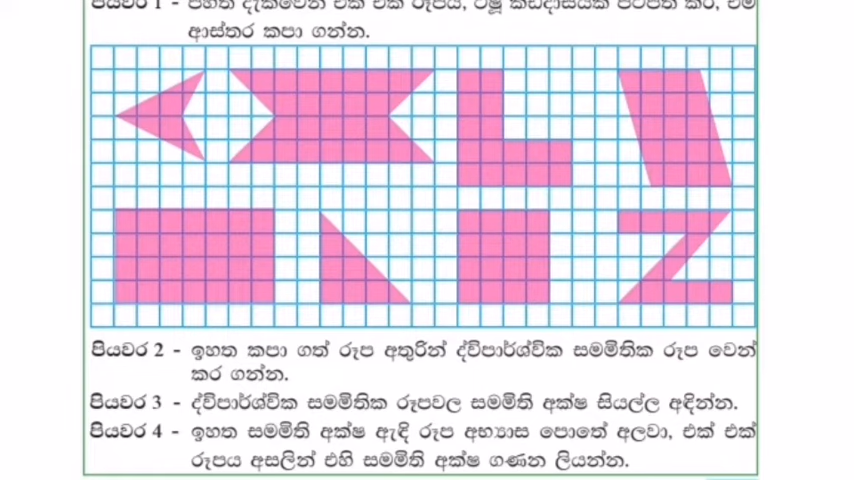 පියවර 1 - පහත දැක්වෙන එක් එක් රූපය, ටිෂූ කඩදාසියක පිටපත් කර, එම
ආස්තර කපා ගන්න.
පියවර 2 - ඉහත කපා ගත් රූප අතුරින් ද්විපාර්ශ්වික සමමිතික රූප වෙන්
කර ගන්න.
පියවර 3 - ද්විපාර්ශ්වික සමමිතික රූපවල සමමිති අක්ෂ සියල්ල අඳින්න.
පියවර 4 - ඉහත සමමිති අක්ෂ ඇඳි රූප අභ්‍යාස පොතේ අලවා, එක් එක්
රූපය අසලින් එහි සමමිති අක්ෂ ගණන ලියන්න.